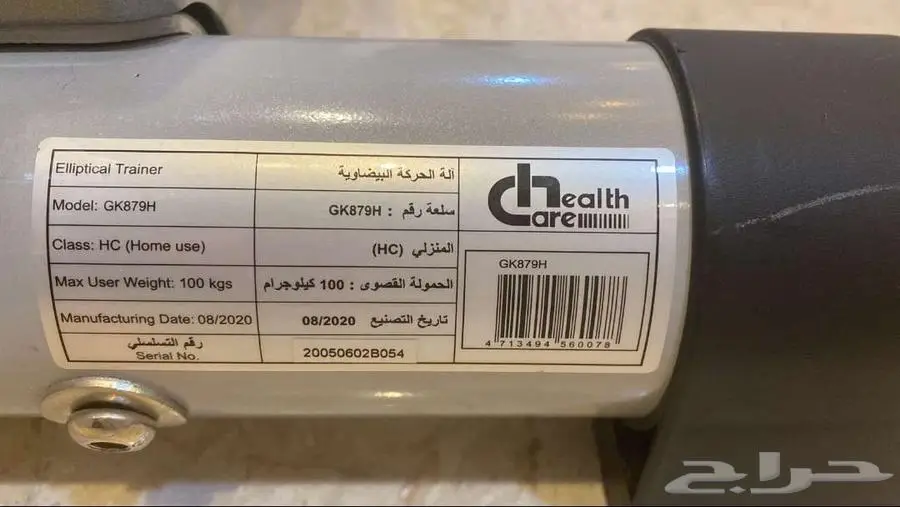 Elliptical Trainer
آلة الحركة البيضاوية
Model: GK879H
سلعة رقم : GK879H
Class: HC (Home use)
المنزلي (HC)
Max User Weight: 100 kgs
الحمولة القصوى : 100 كيلوجرام
Manufacturing Date: 08/2020
تاريخ التصنيع 08/2020
رقم التسلسلي
Serial No.
20050602B054
health
care
GK879H
4 713494 560078
حراج